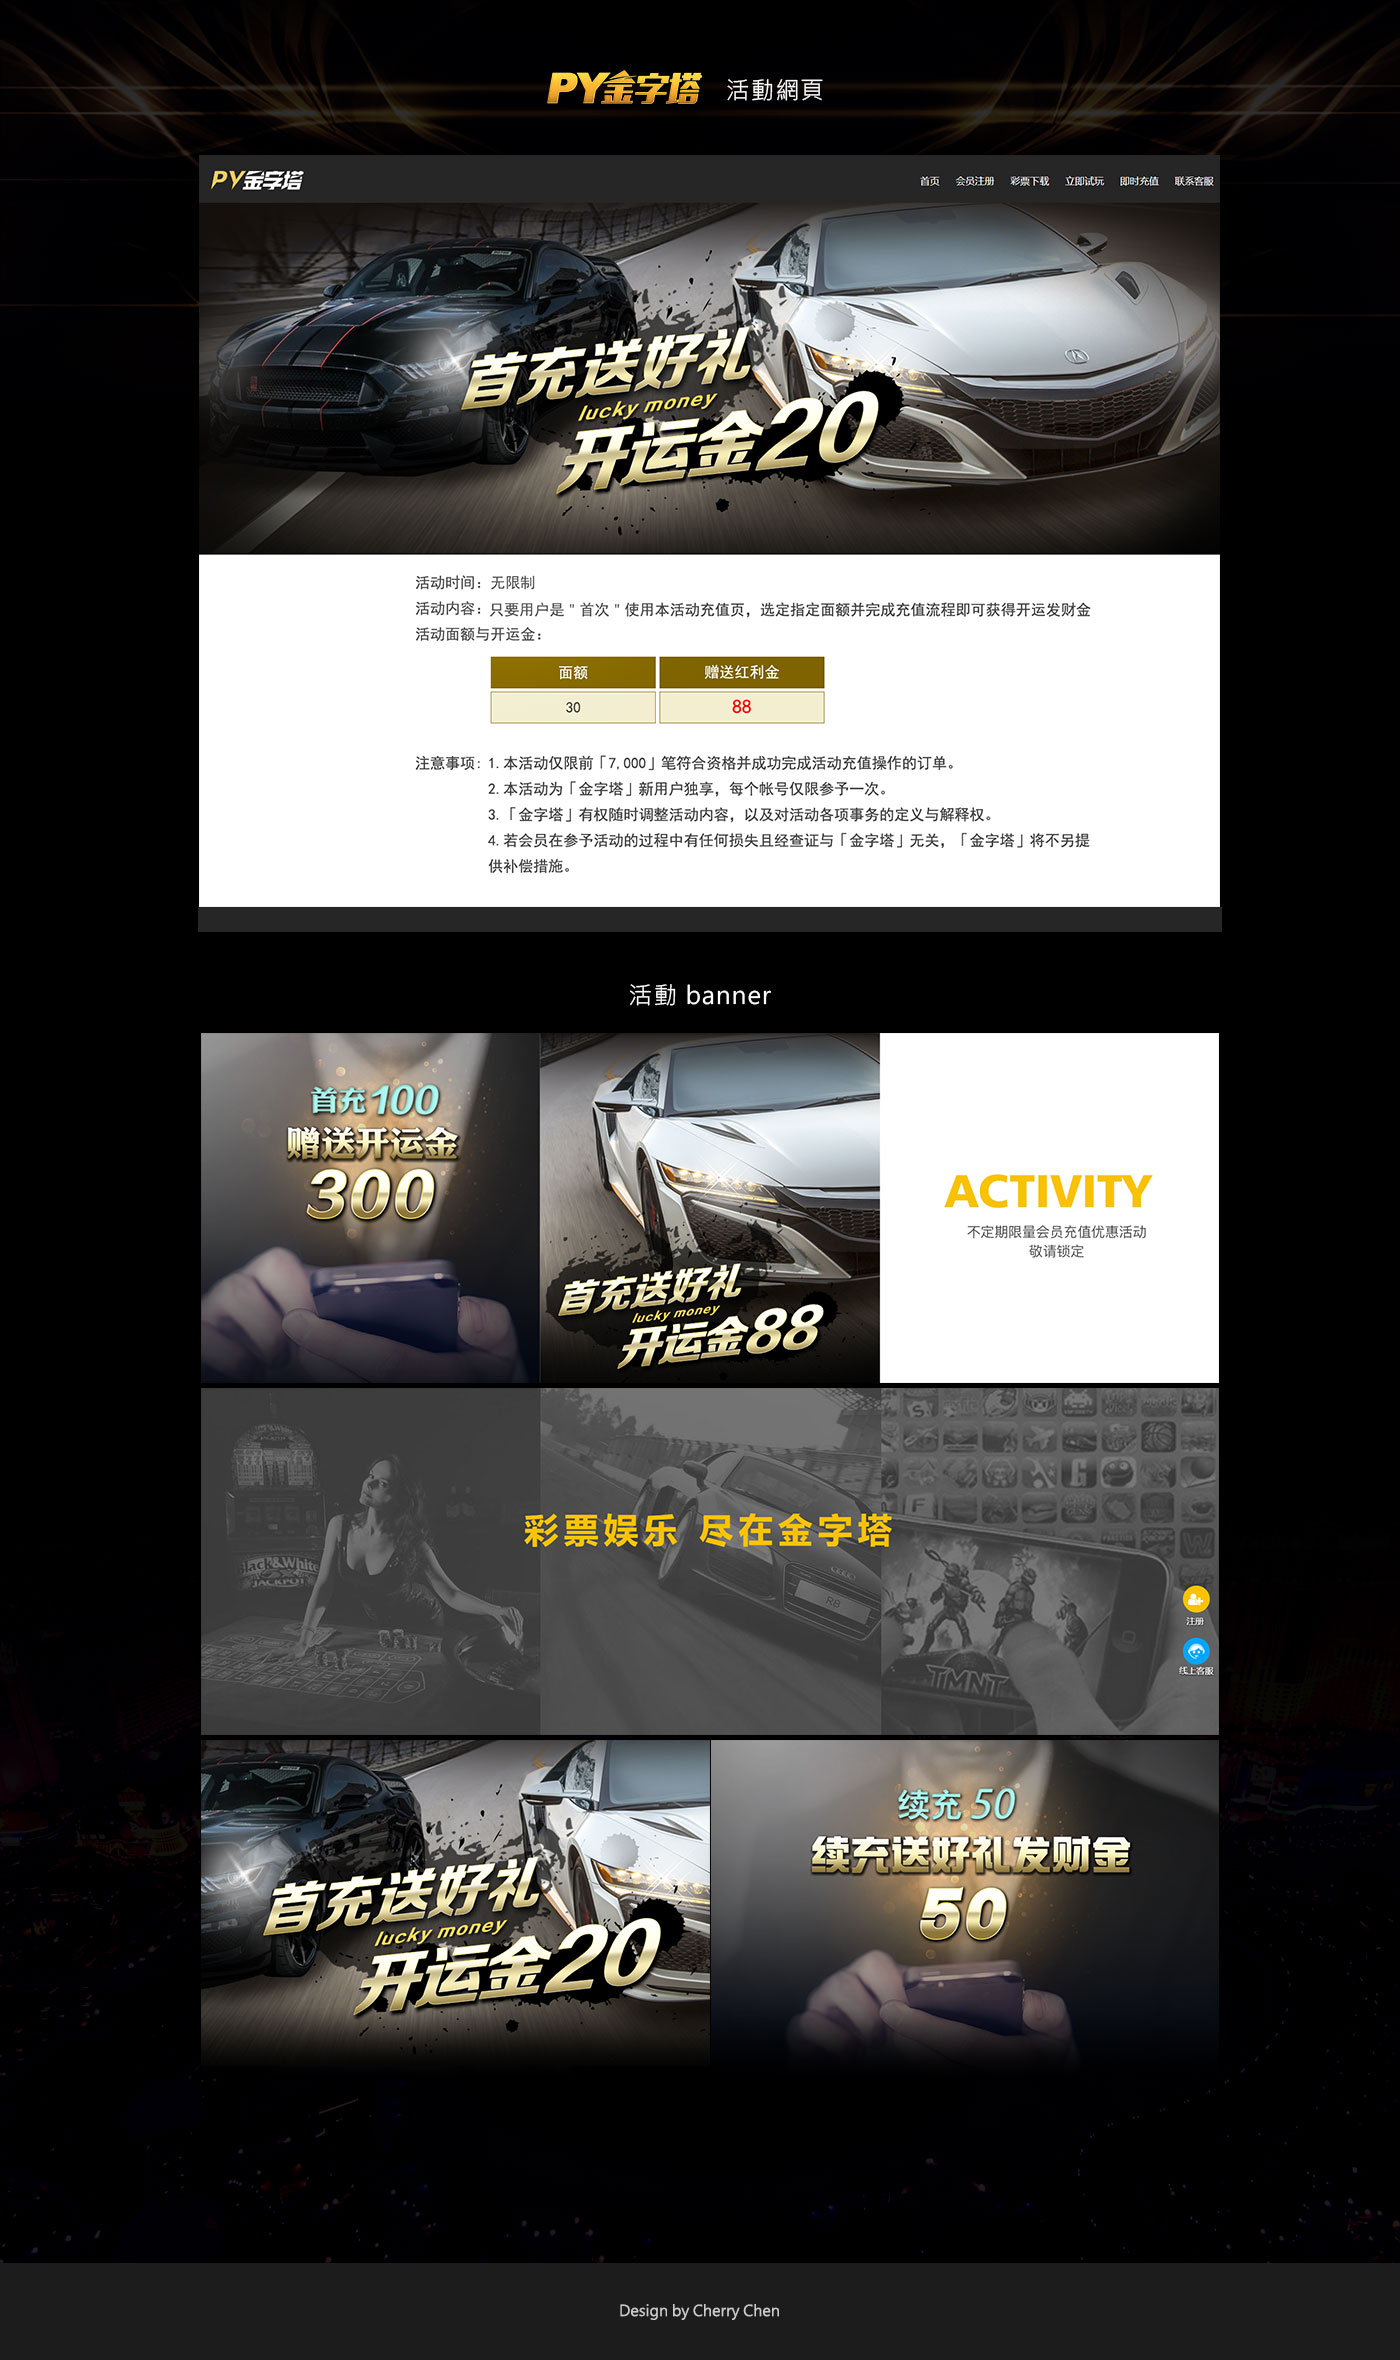 PY金字塔 活動網頁
PY金字塔
首页 会员注册 彩票下载 立即试玩 即时充值 联系客服
首充送好礼
lucky money
开运金20
活动时间：无限制
活动内容：只要用户是＂首次＂使用本活动充值页，选定指定面额并完成充值流程即可获得开运发财金
活动面额与开运金：
面额 赠送红利金
30 88
注意事项：1. 本活动仅限前「7,000」笔符合资格并成功完成活动充值操作的订单。
2. 本活动为「金字塔」新用户独享，每个帐号仅限参予一次。
3. 「金字塔」有权随时调整活动内容，以及对活动各项事务的定义与解释权。
4. 若会员在参予活动的过程中有任何损失且经查证与「金字塔」无关，「金字塔」将不另提
供补偿措施。
活動 banner
首充100
赠送开运金
300
首充送好礼
lucky money
开运金88
ACTIVITY
不定期限量会员充值优惠活动
敬请锁定
彩票娱乐 尽在金字塔
Black&White
JACKPOT
R8
TMNT
注册
线上客服
首充送好礼
lucky money
开运金20
续充50
续充送好礼发财金
50
Design by Cherry Chen